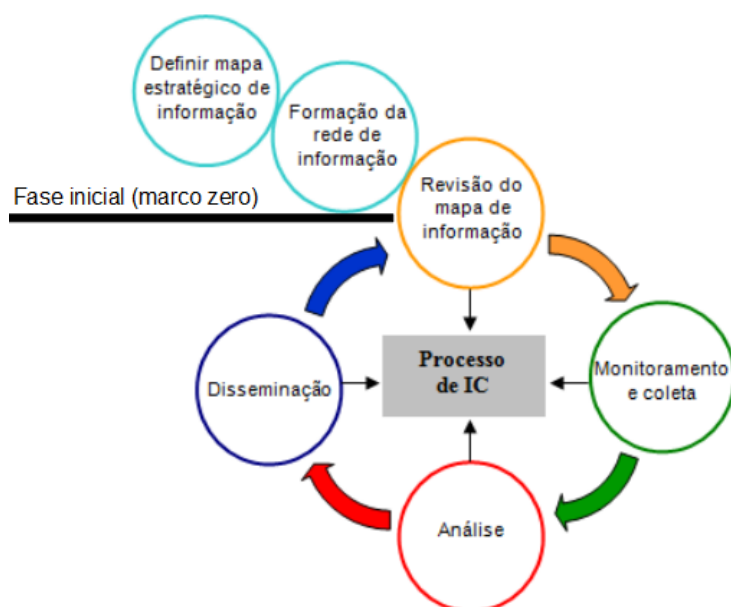 Definir mapa
estratégico de
informação
Formação da
rede de
informação
Fase inicial (marco zero)
Revisão do
mapa de
informação
Monitoramento
e coleta
Processo
de IC
Disseminação
Análise